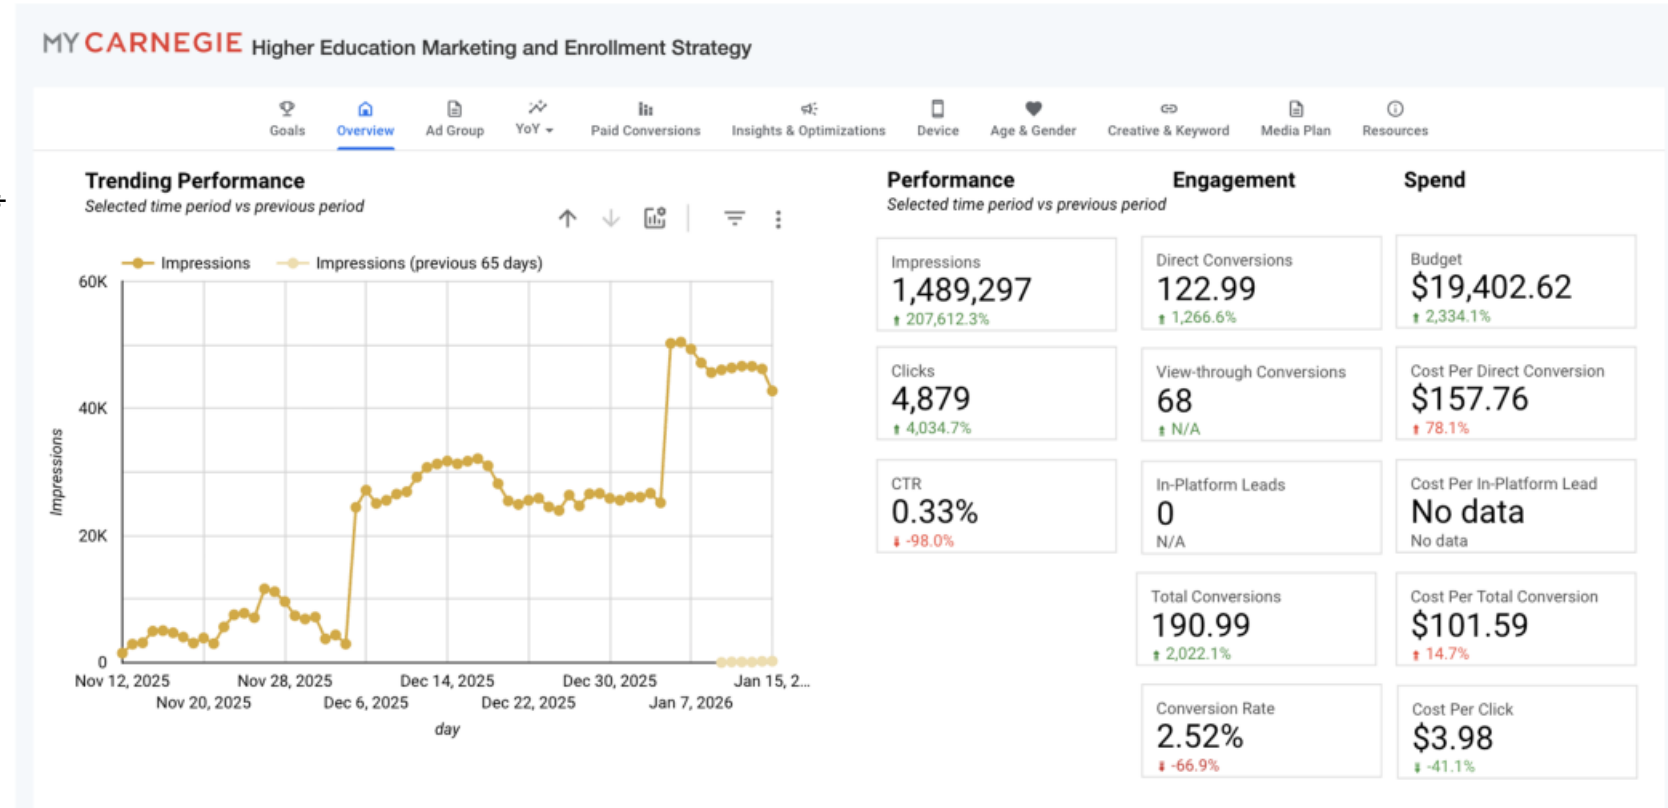 MY CARNEGIE Higher Education Marketing and Enrollment Strategy
Goals
Overview
Ad Group
YoY
Paid Conversions
Insights & Optimizations
Device
Age & Gender
Creative & Keyword
Media Plan
Resources
Trending Performance
Selected time period vs previous period
Impressions
Impressions (previous 65 days)
60K
40K
20K
0
Impressions
Nov 12, 2025
Nov 20, 2025
Nov 28, 2025
Dec 6, 2025
Dec 14, 2025
Dec 22, 2025
Dec 30, 2025
Jan 7, 2026
Jan 15, 2...
day
Performance
Selected time period vs previous period
Impressions
1,489,297
207,612.3%
Clicks
4,879
4,034.7%
CTR
0.33%
-98.0%
Engagement
Direct Conversions
122.99
1,266.6%
View-through Conversions
68
N/A
In-Platform Leads
0
N/A
Total Conversions
190.99
2,022.1%
Conversion Rate
2.52%
-66.9%
Spend
Budget
$19,402.62
2,334.1%
Cost Per Direct Conversion
$157.76
78.1%
Cost Per In-Platform Lead
No data
No data
Cost Per Total Conversion
$101.59
14.7%
Cost Per Click
$3.98
-41.1%